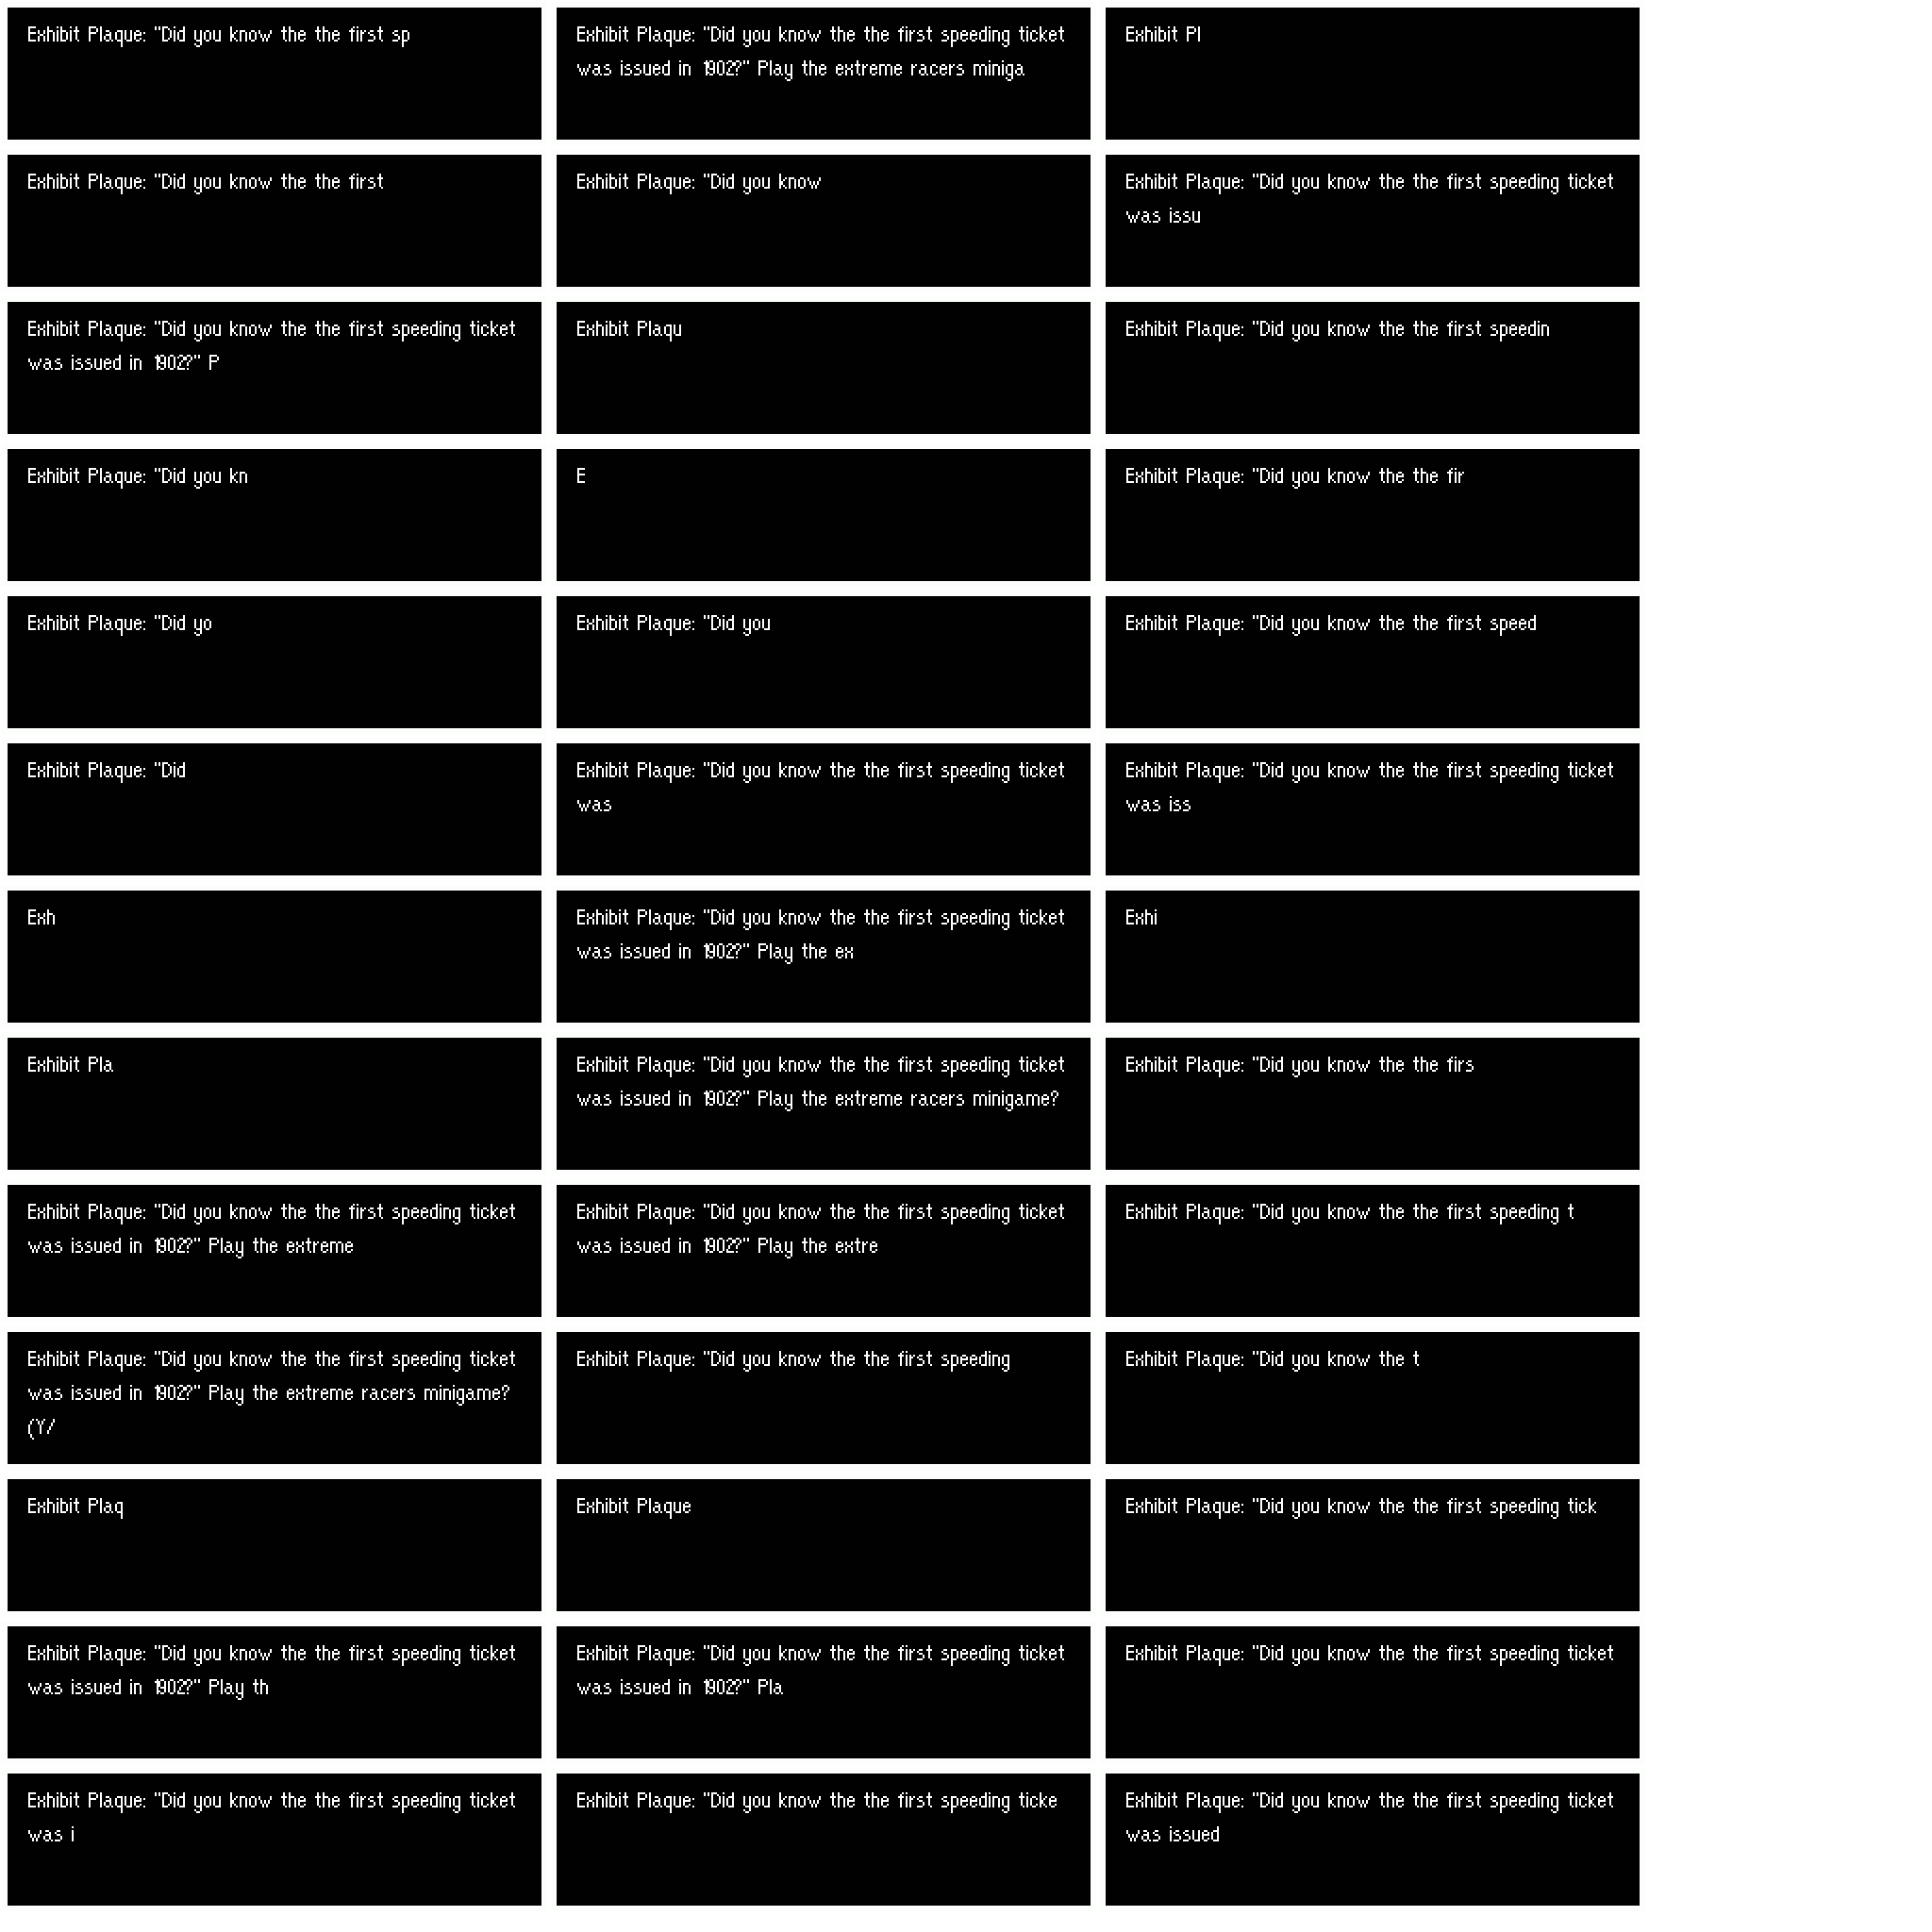 Exhibit Plaque: "Did you know the the first sp
Exhibit Plaque: "Did you know the the first speeding ticket
was issued in 1902?" Play the extreme racers miniga
Exhibit Pl
Exhibit Plaque: "Did you know the the first
Exhibit Plaque: "Did you know
Exhibit Plaque: "Did you know the the first speeding ticket
was issu
Exhibit Plaque: "Did you know the the first speeding ticket
was issued in 1902?" P
Exhibit Plaqu
Exhibit Plaque: "Did you know the the first speedin
Exhibit Plaque: "Did you kn
E
Exhibit Plaque: "Did you know the the fir
Exhibit Plaque: "Did yo
Exhibit Plaque: "Did you
Exhibit Plaque: "Did you know the the first speed
Exhibit Plaque: "Did
Exhibit Plaque: "Did you know the the first speeding ticket
was
Exhibit Plaque: "Did you know the the first speeding ticket
was iss
Exh
Exhibit Plaque: "Did you know the the first speeding ticket
was issued in 1902?" Play the ex
Exhi
Exhibit Pla
Exhibit Plaque: "Did you know the the first speeding ticket
was issued in 1902?" Play the extreme racers minigame?
Exhibit Plaque: "Did you know the the firs
Exhibit Plaque: "Did you know the the first speeding ticket
was issued in 1902?" Play the extreme
Exhibit Plaque: "Did you know the the first speeding ticket
was issued in 1902?" Play the extre
Exhibit Plaque: "Did you know the the first speeding t
Exhibit Plaque: "Did you know the the first speeding ticket
was issued in 1902?" Play the extreme racers minigame?
(Y/
Exhibit Plaque: "Did you know the the first speeding
Exhibit Plaque: "Did you know the t
Exhibit Plaq
Exhibit Plaque
Exhibit Plaque: "Did you know the the first speeding tick
Exhibit Plaque: "Did you know the the first speeding ticket
was issued in 1902?" Play th
Exhibit Plaque: "Did you know the the first speeding ticket
was issued in 1902?" Pla
Exhibit Plaque: "Did you know the the first speeding ticket
Exhibit Plaque: "Did you know the the first speeding ticket
was i
Exhibit Plaque: "Did you know the the first speeding ticke
Exhibit Plaque: "Did you know the the first speeding ticket
was issued